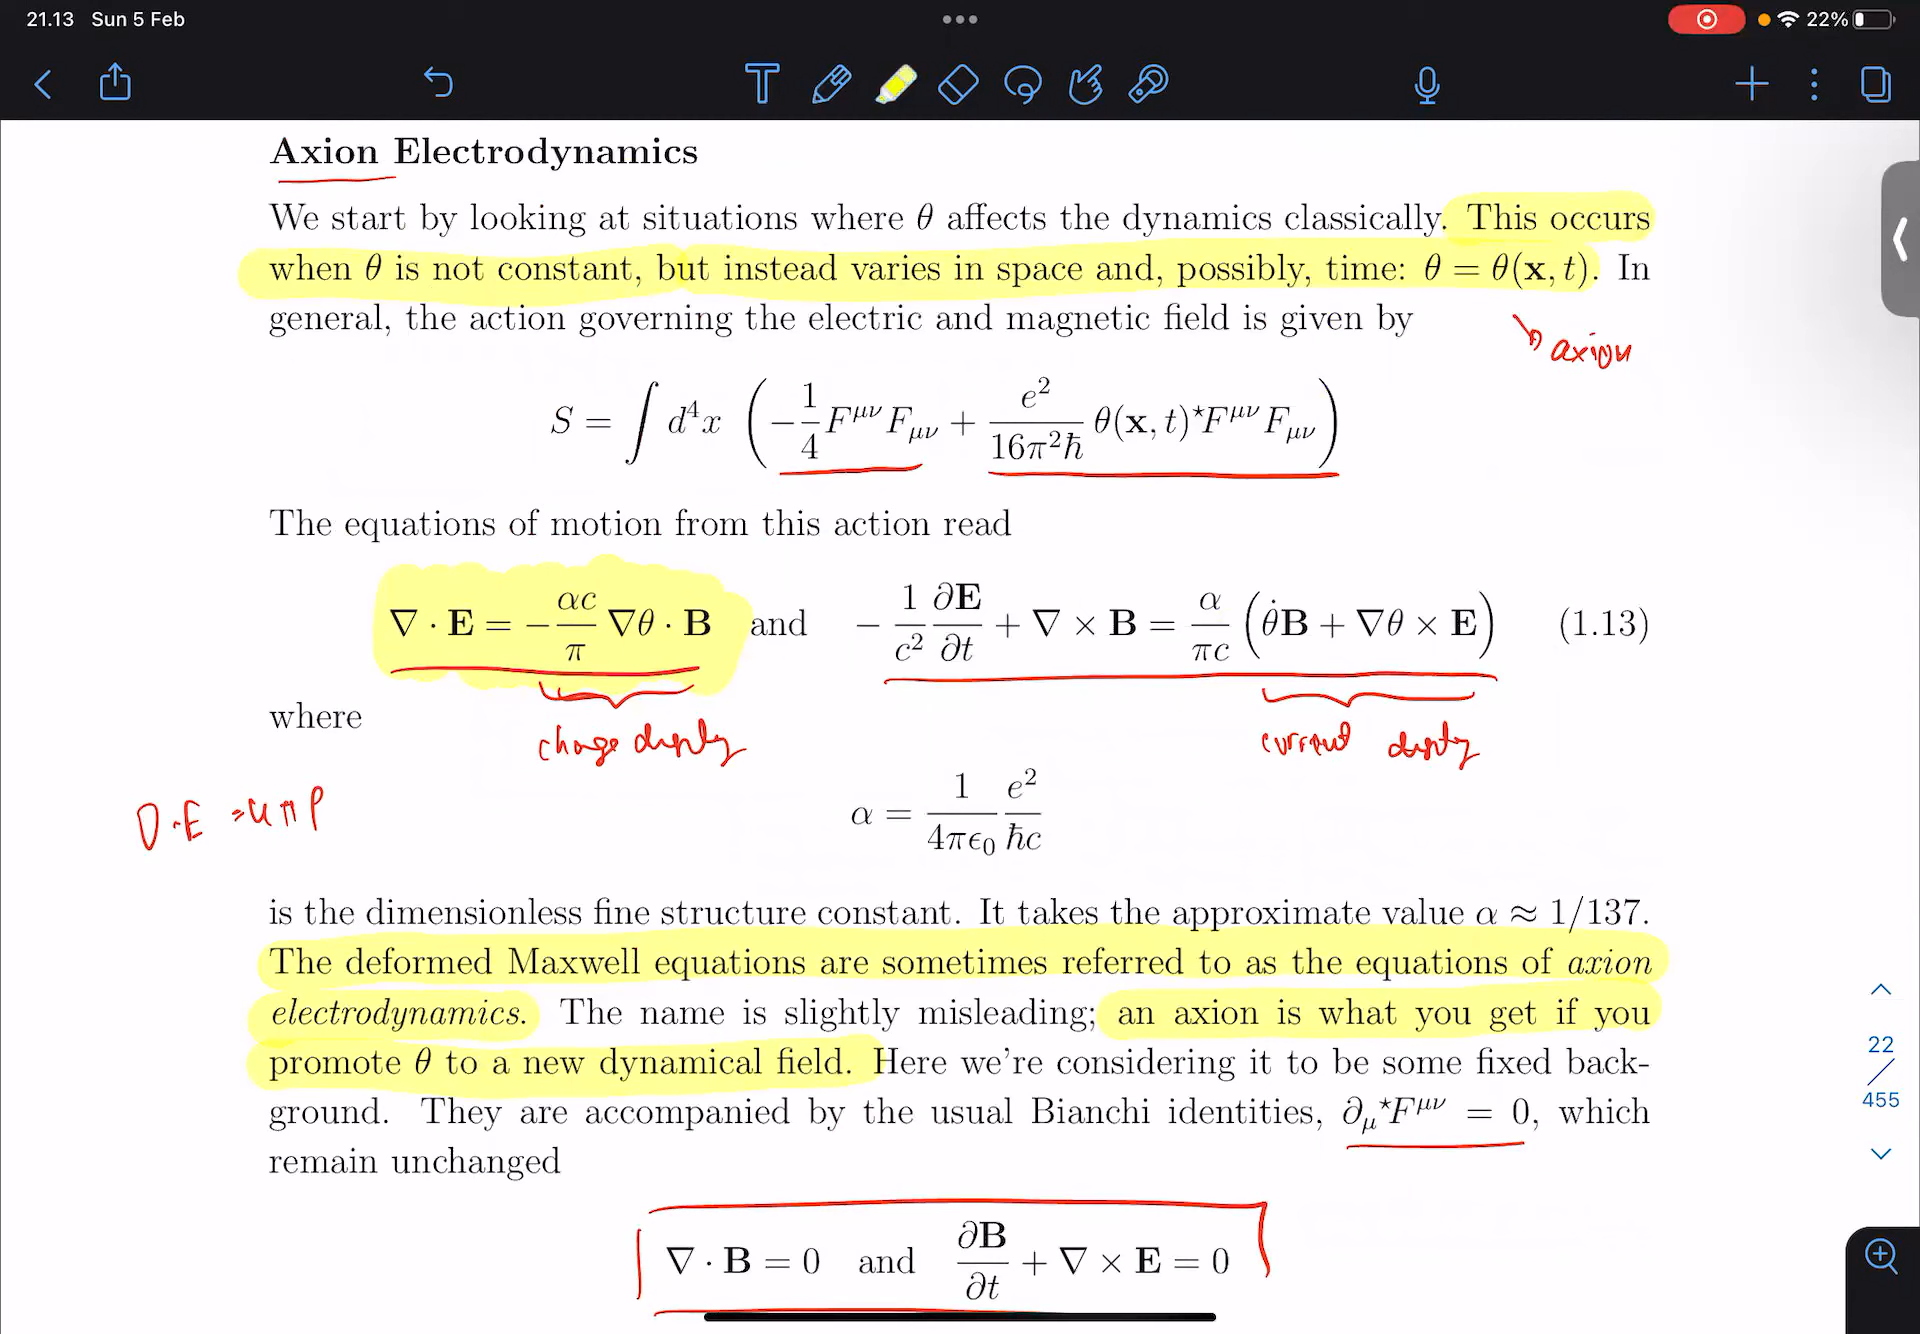 21.13 Sun 5 Feb
22%
Axion Electrodynamics
We start by looking at situations where θ affects the dynamics classically. This occurs
when θ is not constant, but instead varies in space and, possibly, time: θ = θ(x, t). In
general, the action governing the electric and magnetic field is given by
axion
S = ∫ d⁴x ( −1/4 F^{μν} F_{μν} + e²/16π²ℏ θ(x, t) *F^{μν} F_{μν} )
The equations of motion from this action read
∇ · E = − αc/π ∇θ · B and − 1/c² ∂E/∂t + ∇ × B = α/πc ( θ̇B + ∇θ × E ) (1.13)
where
charge density
current density
α = 1/4πϵ₀ e²/ℏc
∇·E = 4πρ
is the dimensionless fine structure constant. It takes the approximate value α ≈ 1/137.
The deformed Maxwell equations are sometimes referred to as the equations of axion
electrodynamics. The name is slightly misleading; an axion is what you get if you
promote θ to a new dynamical field. Here we're considering it to be some fixed back-
ground. They are accompanied by the usual Bianchi identities, ∂_μ *F^{μν} = 0, which
remain unchanged
∇ · B = 0 and ∂B/∂t + ∇ × E = 0
22
/
455